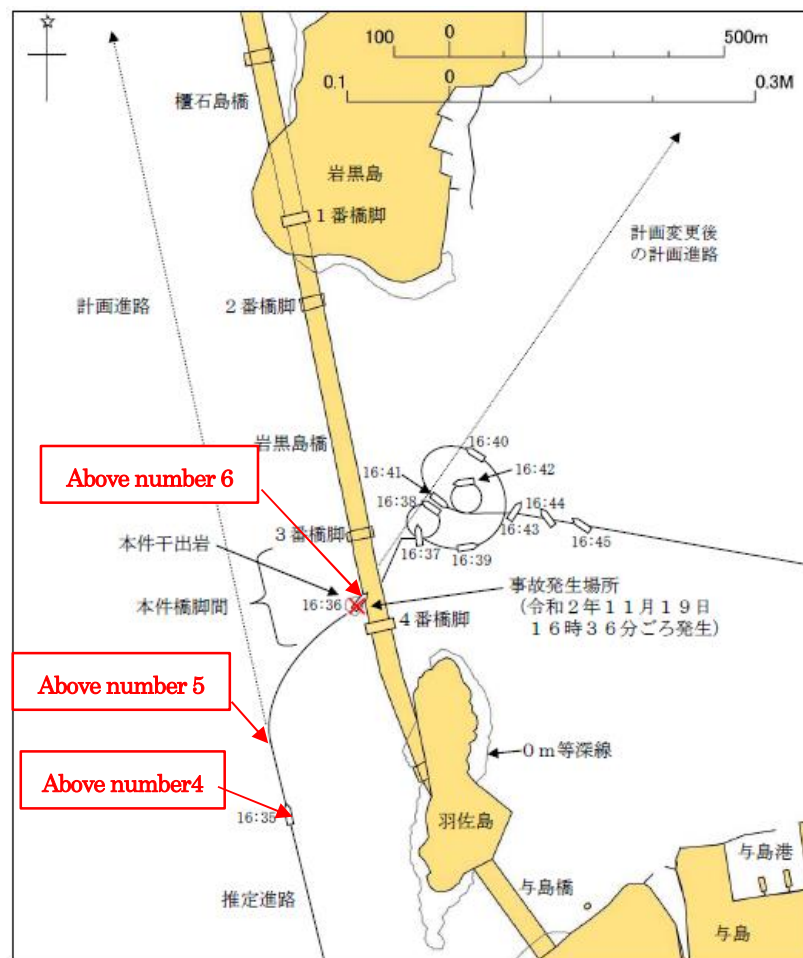 100
0
500m
0.1
0
0.3M
櫃石島橋
岩黒島
1番橋脚
計画変更後
の計画進路
計画進路
2番橋脚
岩黒島橋
16:40
Above number 6
16:41
16:42
16:38
16:44
16:43
3番橋脚
16:45
本件干出岩
16:37
16:39
事故発生場所
(令和2年11月19日
16時36分ごろ発生)
16:36
本件橋脚間
4番橋脚
Above number 5
0m等深線
Above number4
16:35
羽佐島
与島港
与島橋
推定進路
与島